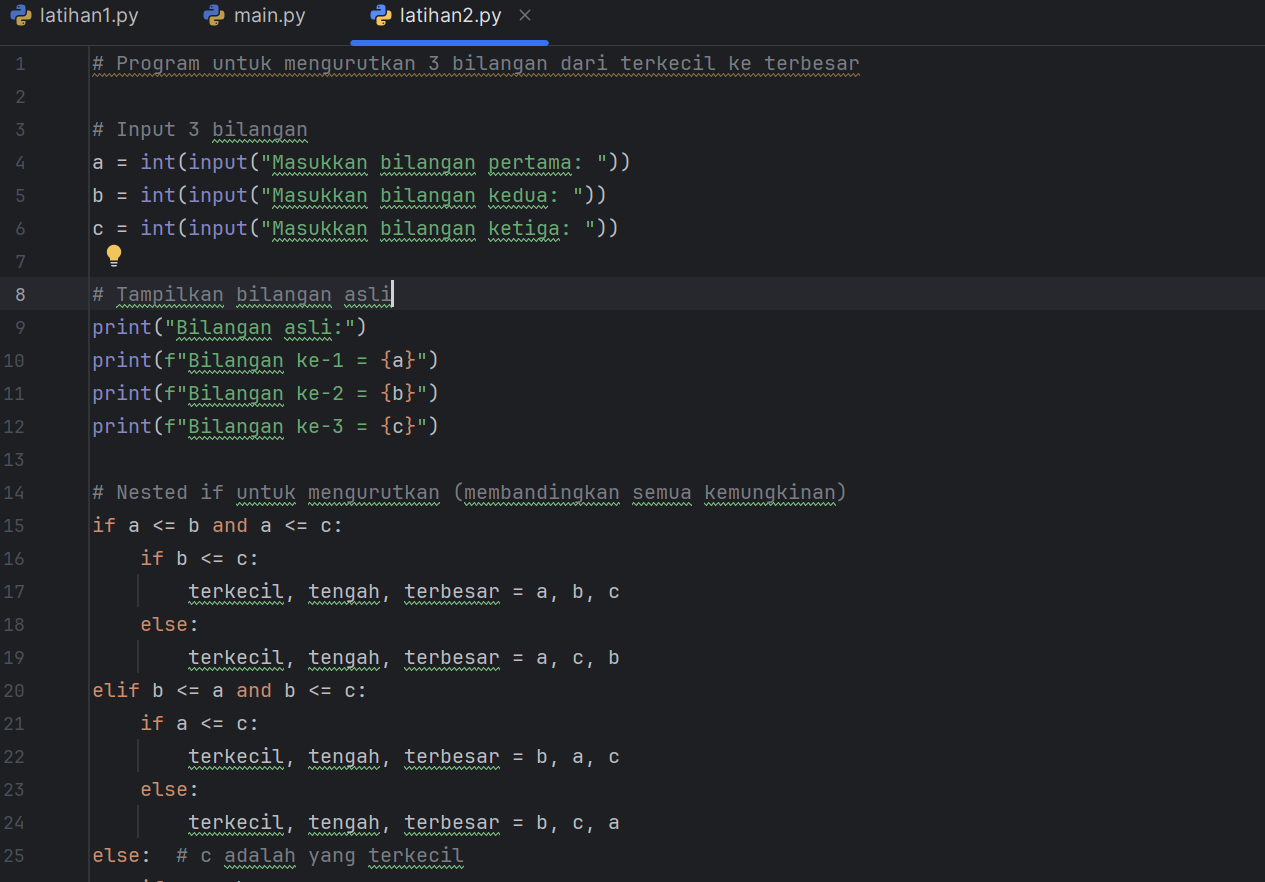 latihan1.py main.py latihan2.py
1 # Program untuk mengurutkan 3 bilangan dari terkecil ke terbesar
2
3 # Input 3 bilangan
4 a = int(input("Masukkan bilangan pertama: "))
5 b = int(input("Masukkan bilangan kedua: "))
6 c = int(input("Masukkan bilangan ketiga: "))
7
8 # Tampilkan bilangan asli
9 print("Bilangan asli:")
10 print(f"Bilangan ke-1 = {a}")
11 print(f"Bilangan ke-2 = {b}")
12 print(f"Bilangan ke-3 = {c}")
13
14 # Nested if untuk mengurutkan (membandingkan semua kemungkinan)
15 if a <= b and a <= c:
16     if b <= c:
17         terkecil, tengah, terbesar = a, b, c
18     else:
19         terkecil, tengah, terbesar = a, c, b
20 elif b <= a and b <= c:
21     if a <= c:
22         terkecil, tengah, terbesar = b, a, c
23     else:
24         terkecil, tengah, terbesar = b, c, a
25 else:  # c adalah yang terkecil